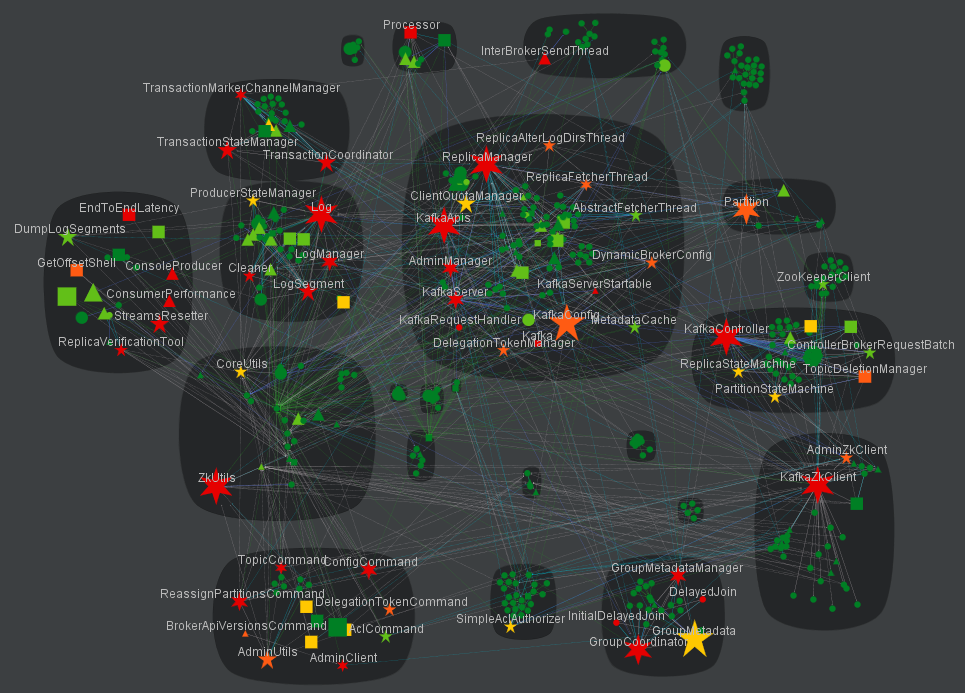 Processor
InterBrokerSendThread
TransactionMarkerChannelManager
TransactionStateManager
TransactionCoordinator
ReplicaAlterLogDirsThread
ReplicaManager
ReplicaFetcherThread
ClientQuotaManager
AbstractFetcherThread
KafkaApis
ProducerStateManager
Log
Partition
EndToEndLatency
DumpLogSegments
GetOffsetShell
ConsoleProducer
ConsumerPerformance
StreamsResetter
ReplicaVerificationTool
LogManager
Cleaner
LogSegment
AdminManager
DynamicBrokerConfig
KafkaServer
KafkaServerStartable
KafkaRequestHandler
KafkaConfig
MetadataCache
Kafka
DelegationTokenManager
ZooKeeperClient
KafkaController
ControllerBrokerRequestBatch
ReplicaStateMachine
TopicDeletionManager
PartitionStateMachine
CoreUtils
ZkUtils
AdminZkClient
KafkaZkClient
TopicCommand
ConfigCommand
ReassignPartitionsCommand
DelegationTokenCommand
BrokerApiVersionsCommand
AclCommand
AdminUtils
AdminClient
SimpleAclAuthorizer
GroupMetadataManager
DelayedJoin
InitialDelayedJoin
GroupMetadata
GroupCoordinator